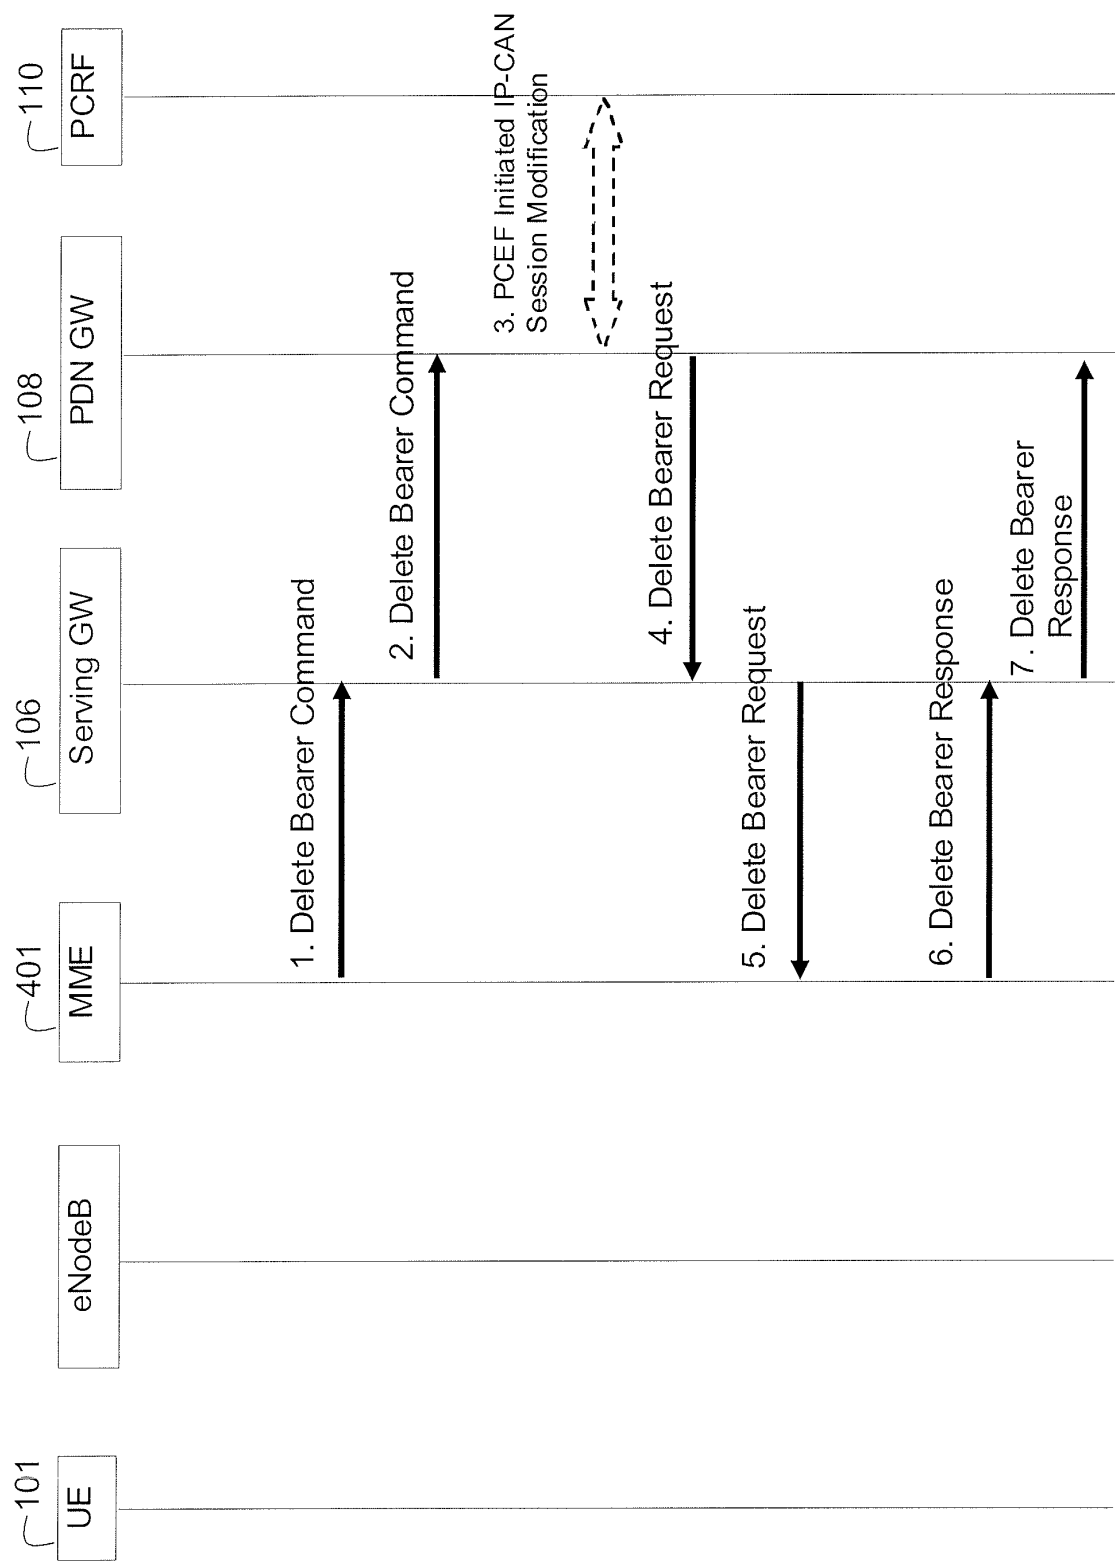 101
UE
eNodeB
401
MME
106
Serving GW
108
PDN GW
110
PCRF
1. Delete Bearer Command
2. Delete Bearer Command
3. PCEF Initiated IP-CAN
Session Modification
4. Delete Bearer Request
5. Delete Bearer Request
6. Delete Bearer Response
7. Delete Bearer
Response